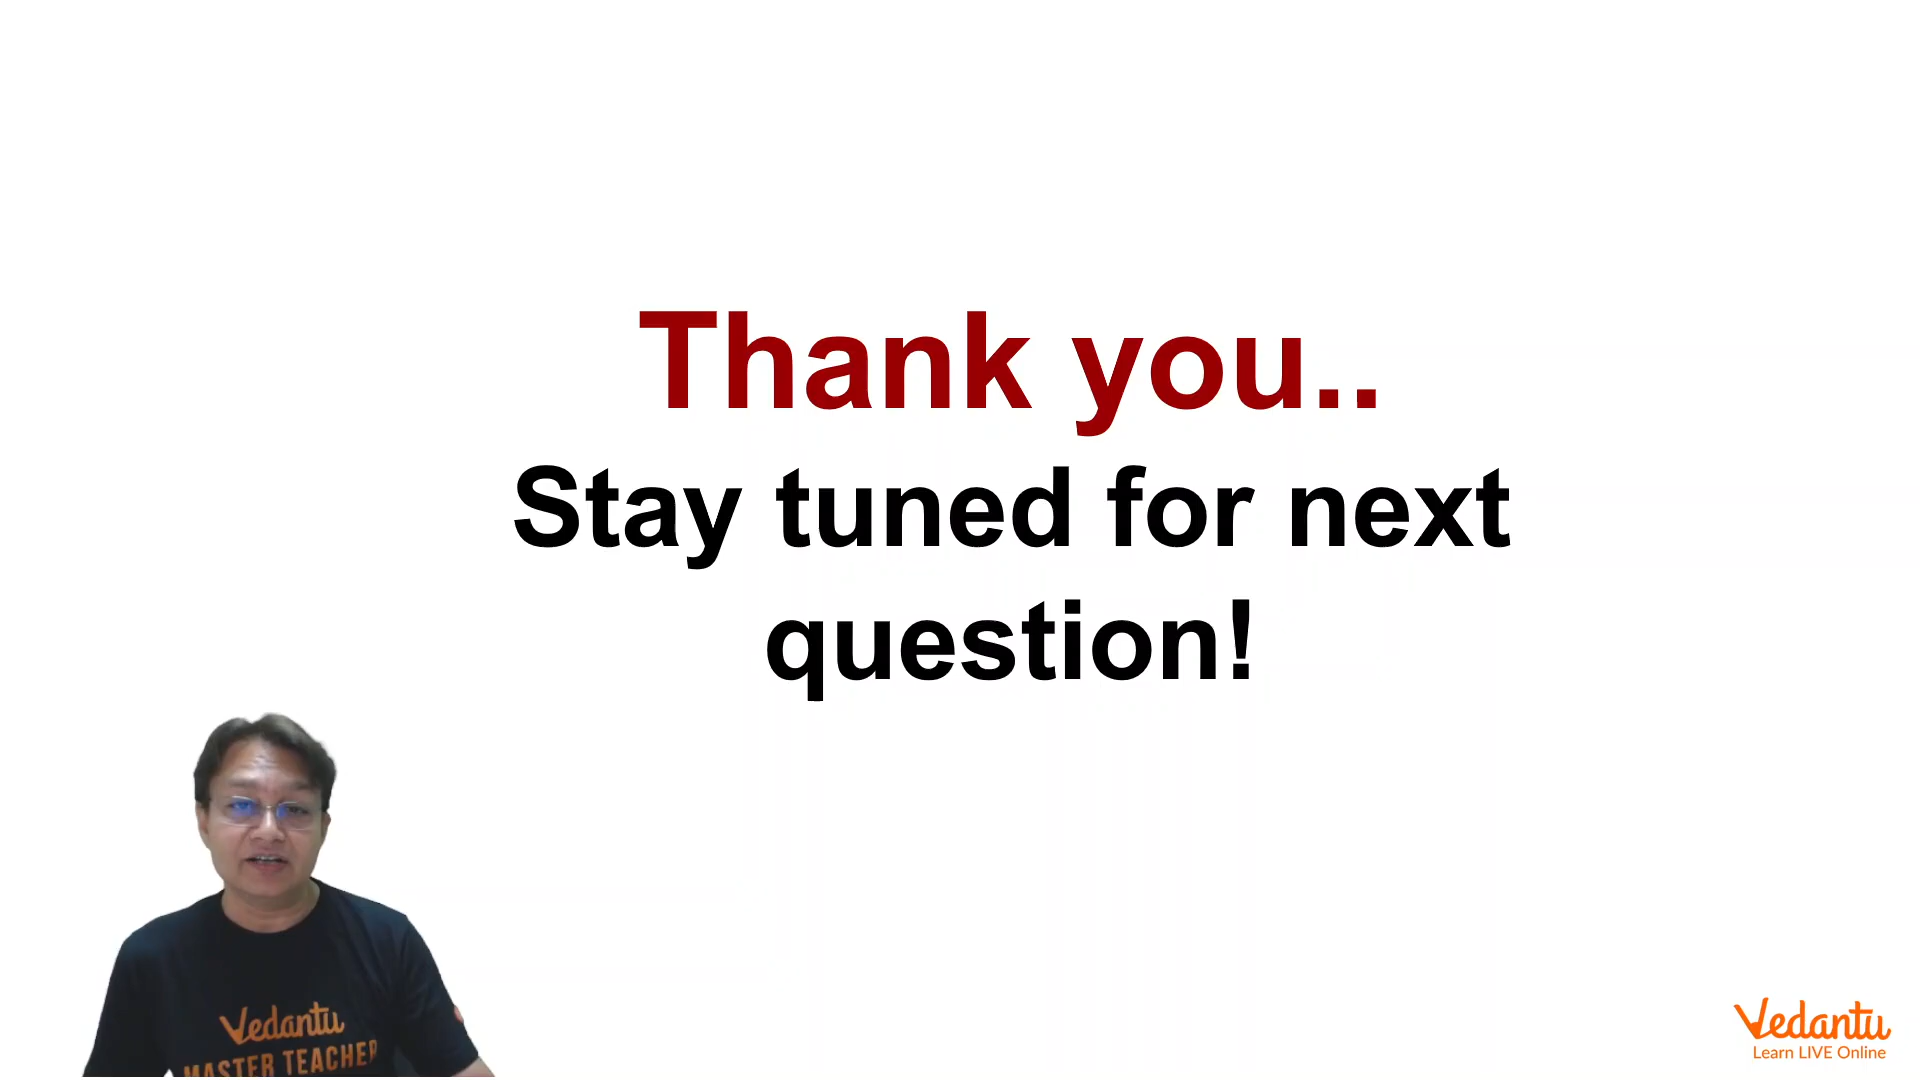 Thank you..
Stay tuned for next
question!
Vedantu
MASTER TEACHER
Vedantu
Learn LIVE Online